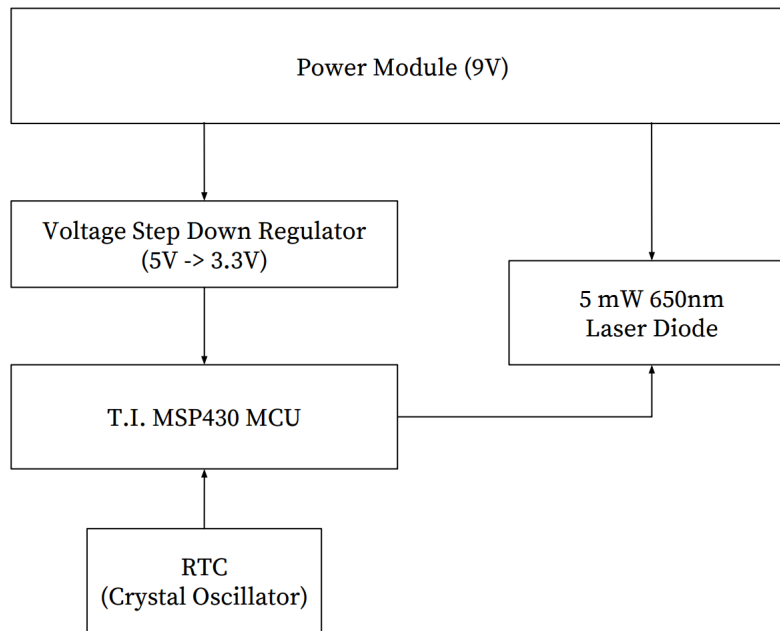 Power Module (9V)
Voltage Step Down Regulator
(5V -> 3.3V)
5 mW 650nm
Laser Diode
T.I. MSP430 MCU
RTC
(Crystal Oscillator)